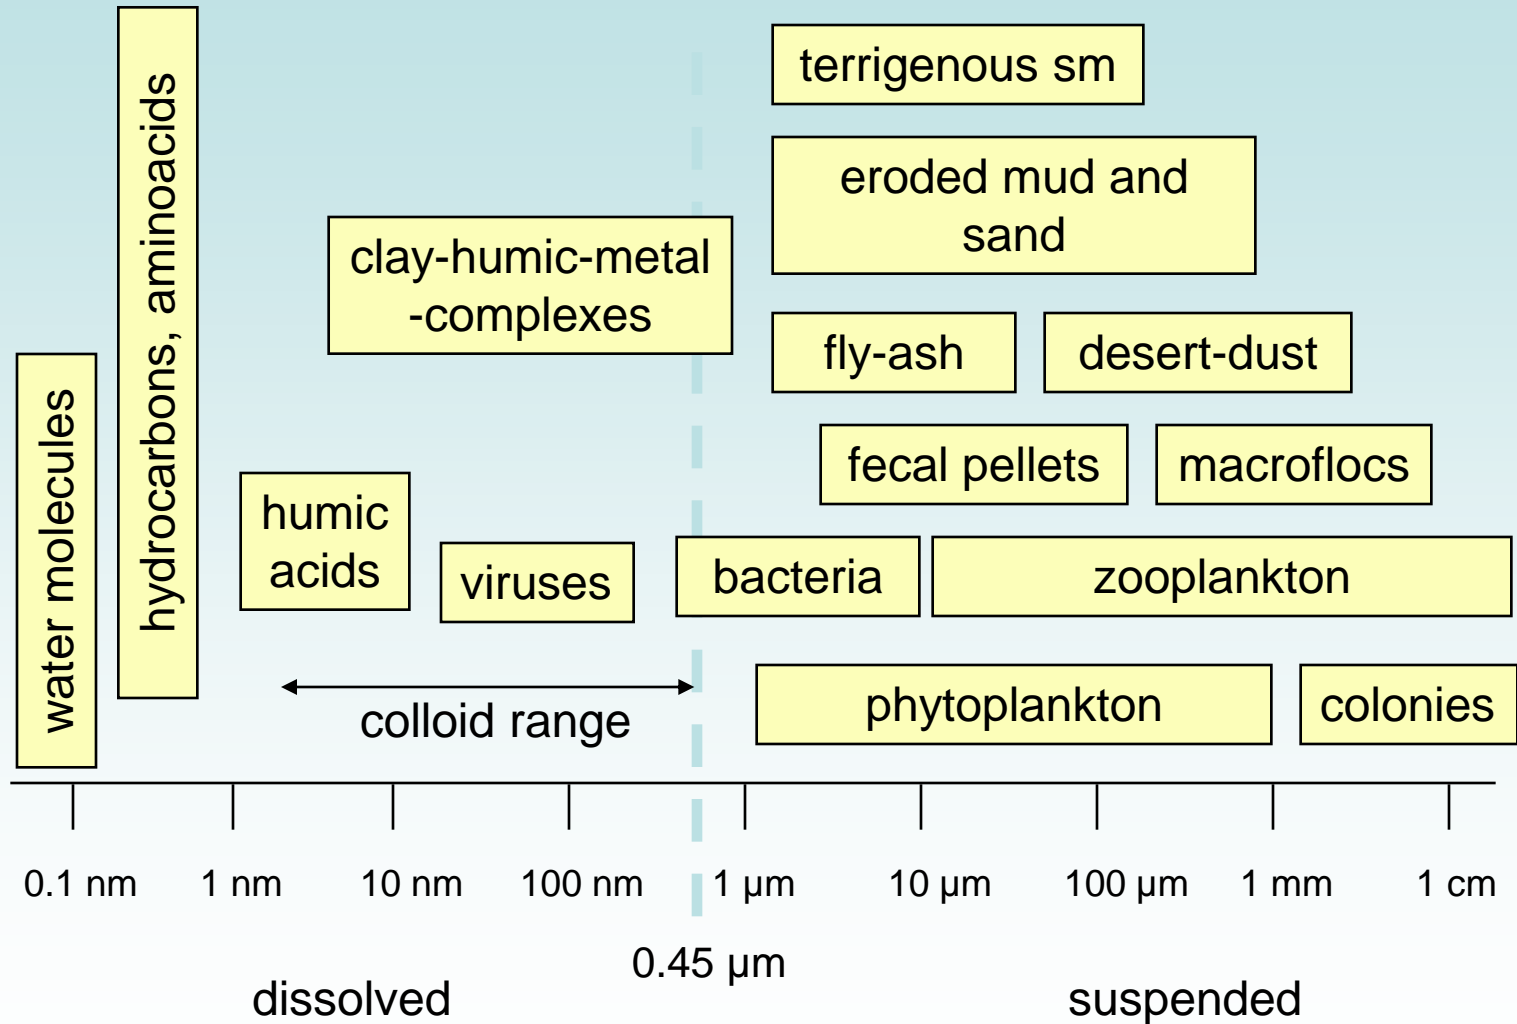 terrigenous sm
eroded mud and
sand
clay-humic-metal
-complexes
fly-ash
desert-dust
fecal pellets
macroflocs
water molecules
hydrocarbons, aminoacids
humic
acids
viruses
bacteria
zooplankton
phytoplankton
colonies
colloid range
0.1 nm
1 nm
10 nm
100 nm
1 µm
10 µm
100 µm
1 mm
1 cm
0.45 µm
dissolved
suspended